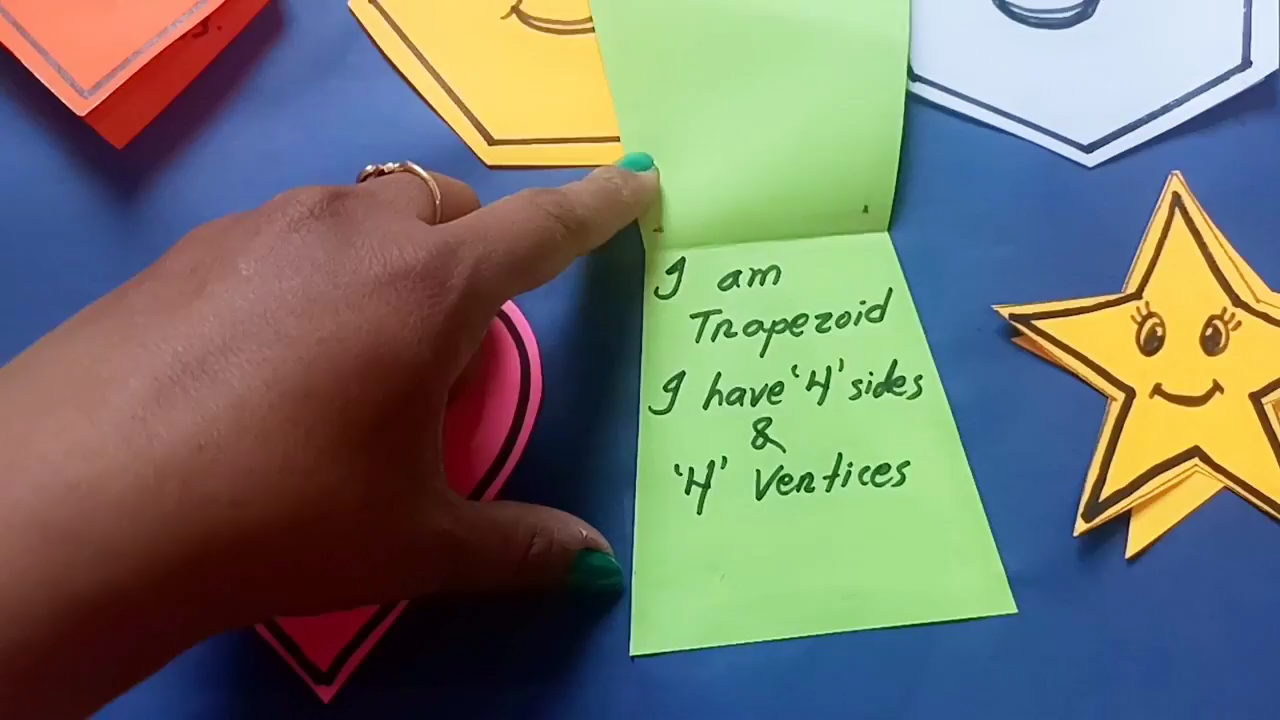 I am
Trapezoid
I have '4' sides
&
'4' Vertices